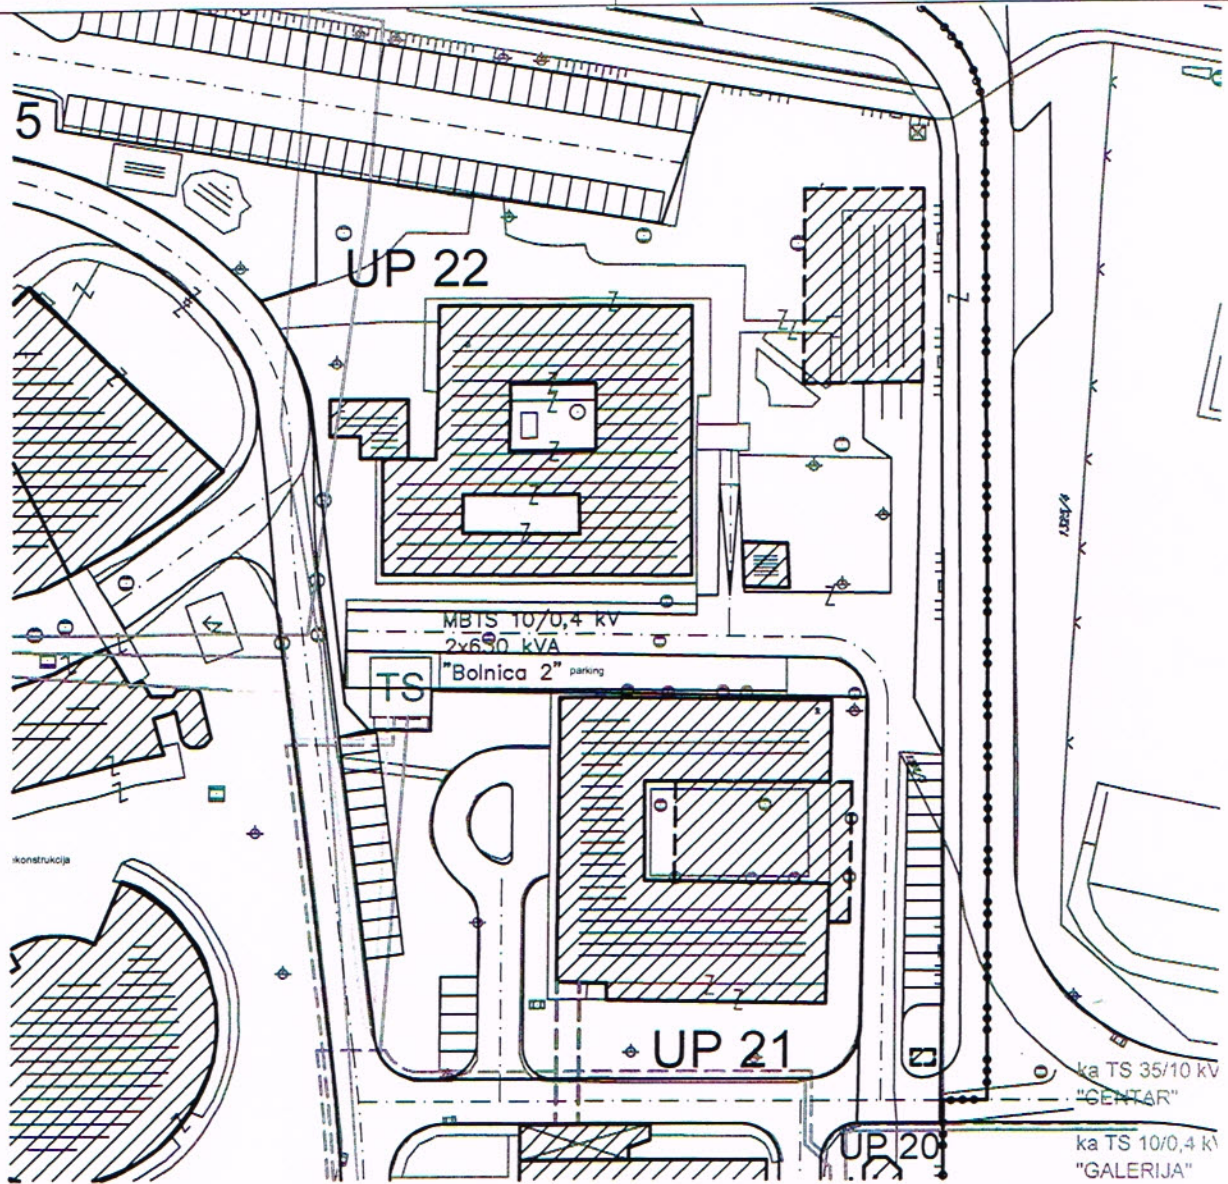 5
UP 22
MBTS 10/0,4 kV
2x630 kVA
"Bolnica 2" parking
TS
ekonstrukcija
UP 21
ka TS 35/10 kV
"CENTAR"
UP 20
ka TS 10/0,4 kV
"GALERIJA"